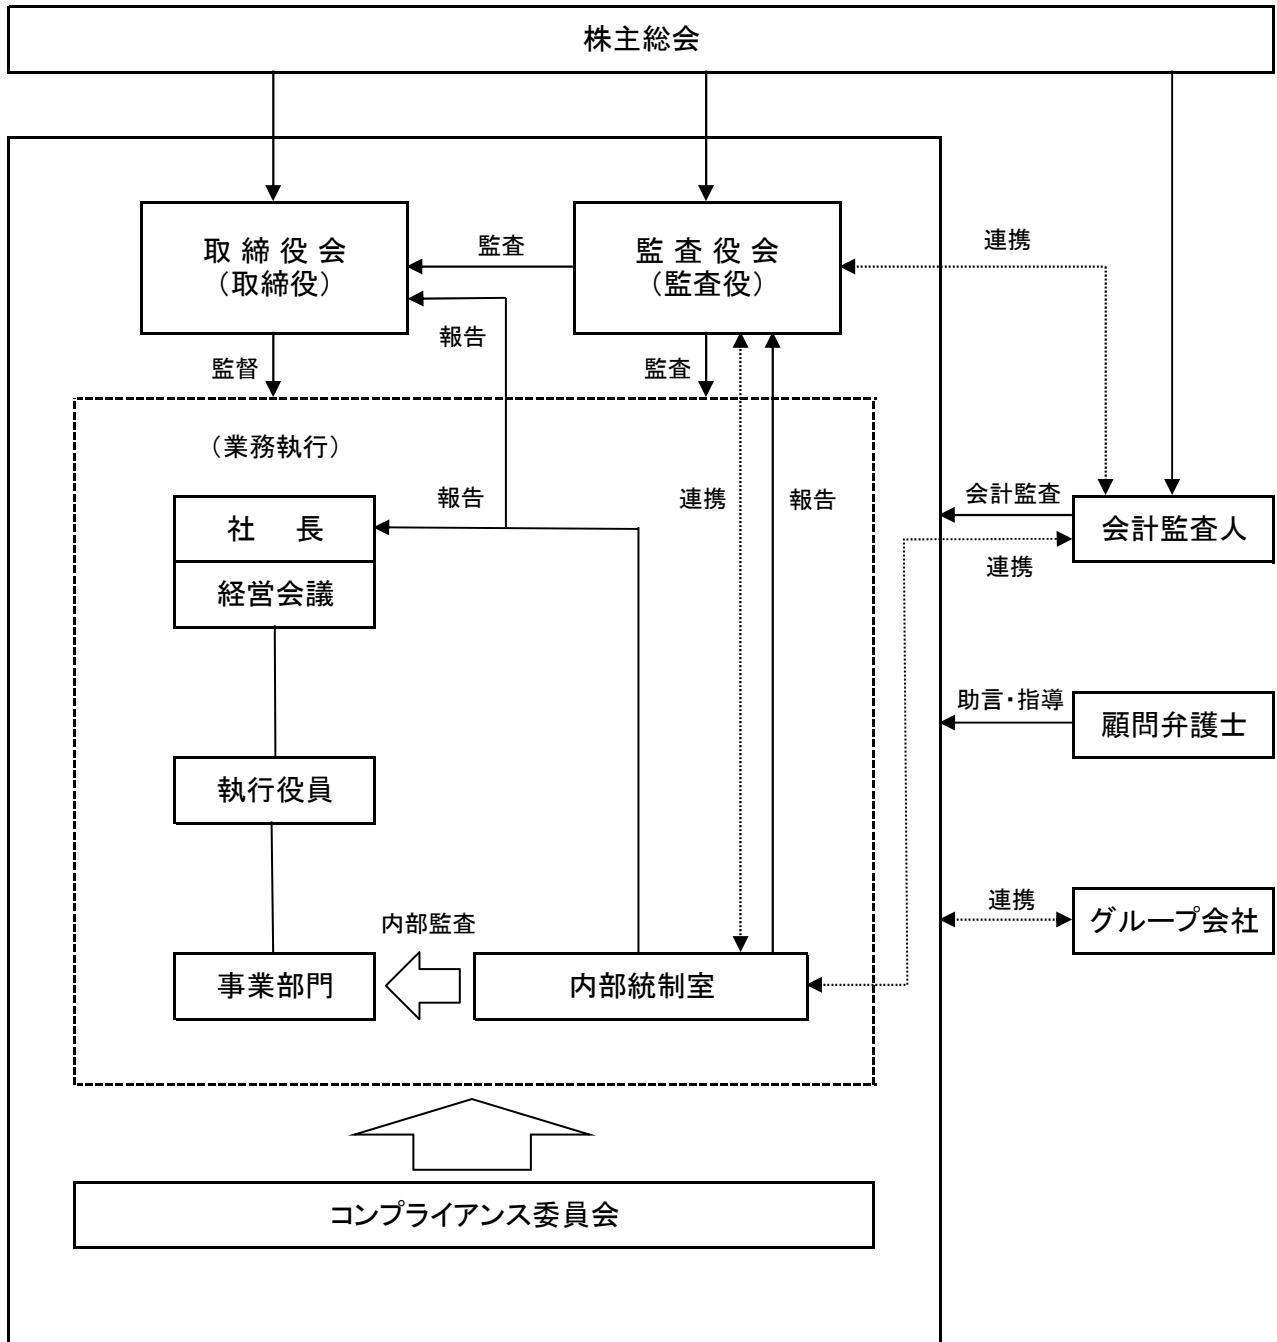 株主総会
取締役会
（取締役）
監査
監査役会
（監査役）
連携
報告
監督
監査
（業務執行）
報告
連携
報告
会計監査
社　長
会計監査人
連携
経営会議
助言・指導
顧問弁護士
執行役員
連携
グループ会社
内部監査
事業部門
内部統制室
コンプライアンス委員会